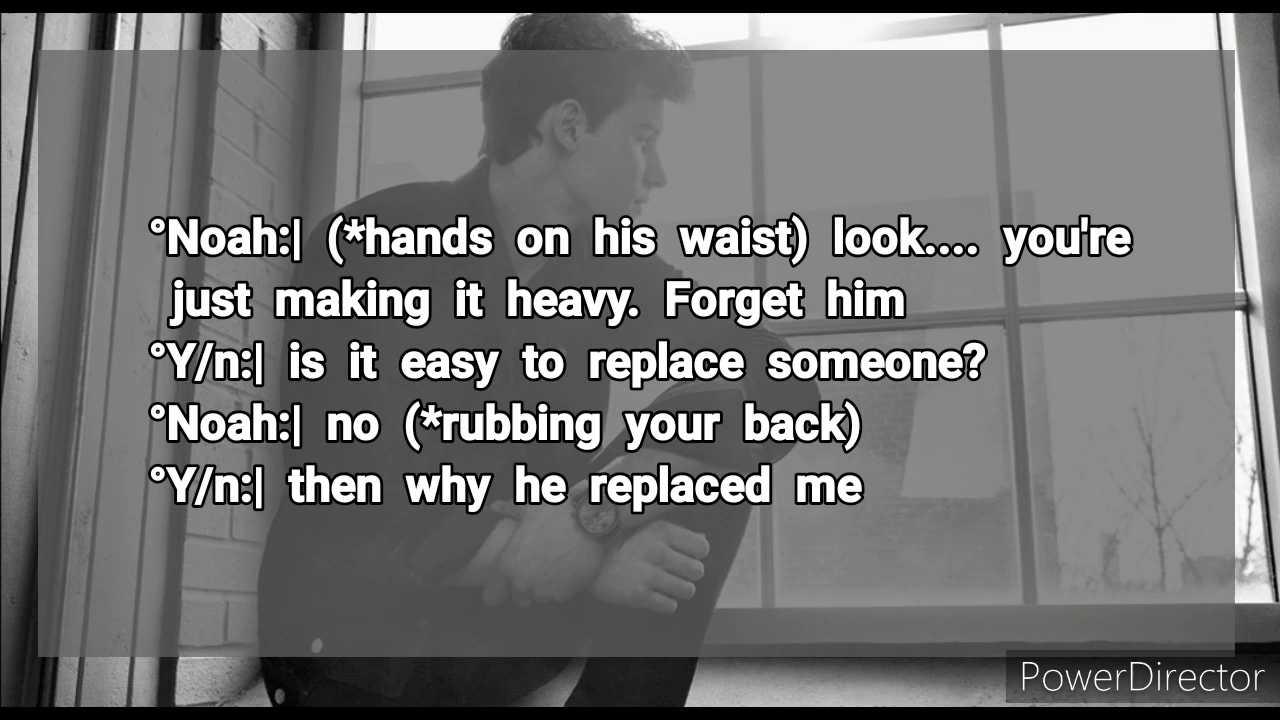 °Noah:| (*hands on his waist) look.... you're
just making it heavy. Forget him
°Y/n:| is it easy to replace someone?
°Noah:| no (*rubbing your back)
°Y/n:| then why he replaced me
PowerDirector